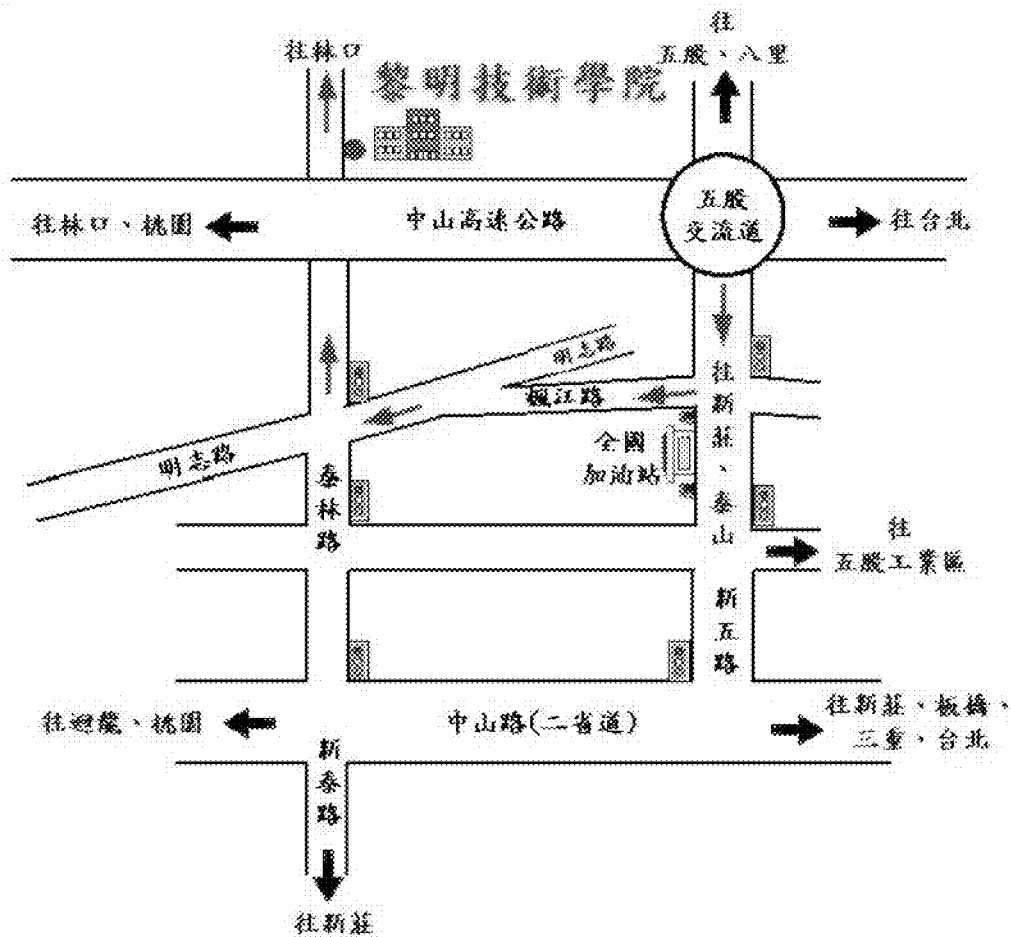 往林口
黎明技術學院
往
五股、八里
往林口、桃園
中山高速公路
五股
交流道
往台北
明志路
楓江路
往新莊、泰山
全國
加油站
明志路
泰林路
往
五股工業區
新五路
往迴龍、桃園
中山路(二省道)
往新莊、板橋、
三重、台北
新泰路
往新莊